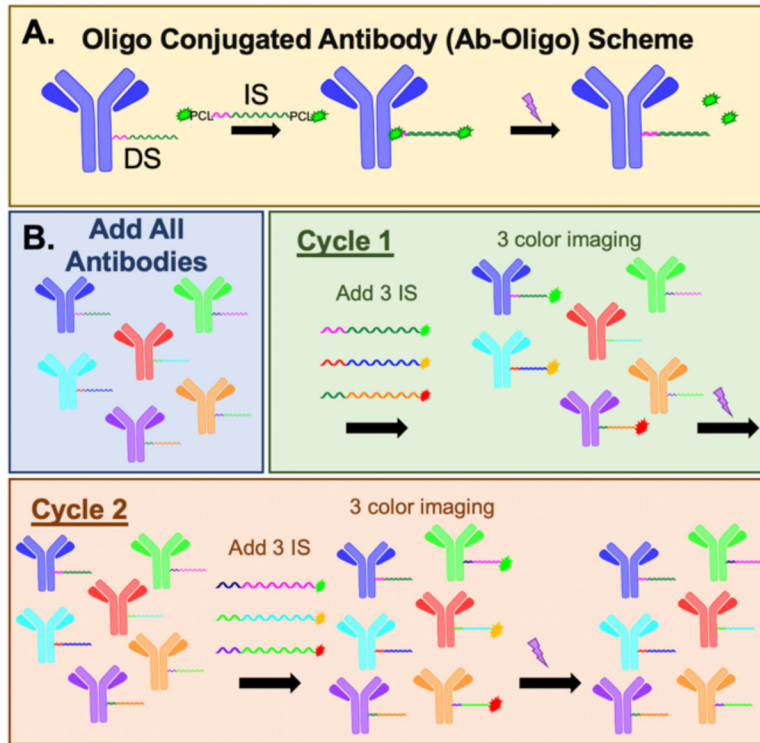 A. Oligo Conjugated Antibody (Ab-Oligo) Scheme
IS
PCL PCL
DS
B. Add All
Antibodies
Cycle 1
3 color imaging
Add 3 IS
Cycle 2
3 color imaging
Add 3 IS